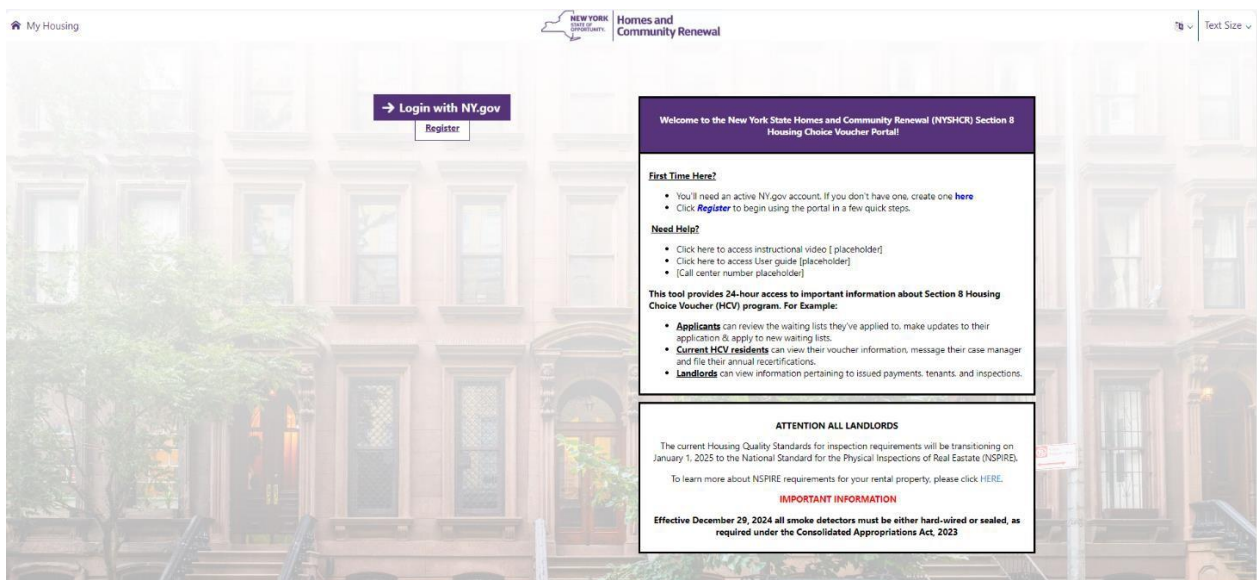 My Housing
NEW YORK
STATE OF
OPPORTUNITY.
Homes and
Community Renewal
Text Size
→ Login with NY.gov
Register
Welcome to the New York State Homes and Community Renewal (NYSHCR) Section 8
Housing Choice Voucher Portal!
First Time Here?
• You'll need an active NY.gov account. If you don't have one, create one here
• Click Register to begin using the portal in a few quick steps.
Need Help?
• Click here to access instructional video [ placeholder]
• Click here to access User guide [placeholder]
• [Call center number placeholder]
This tool provides 24-hour access to important information about Section 8 Housing
Choice Voucher (HCV) program. For Example:
• Applicants can review the waiting lists they've applied to, make updates to their
application & apply to new waiting lists.
• Current HCV residents can view their voucher information, message their case manager
and file their annual recertifications.
• Landlords can view information pertaining to issued payments, tenants, and inspections.
ATTENTION ALL LANDLORDS
The current Housing Quality Standards for inspection requirements will be transitioning on
January 1, 2025 to the National Standard for the Physical Inspections of Real Eastate (NSPIRE).
To learn more about NSPIRE requirements for your rental property, please click HERE.
IMPORTANT INFORMATION
Effective December 29, 2024 all smoke detectors must be either hard-wired or sealed, as
required under the Consolidated Appropriations Act, 2023